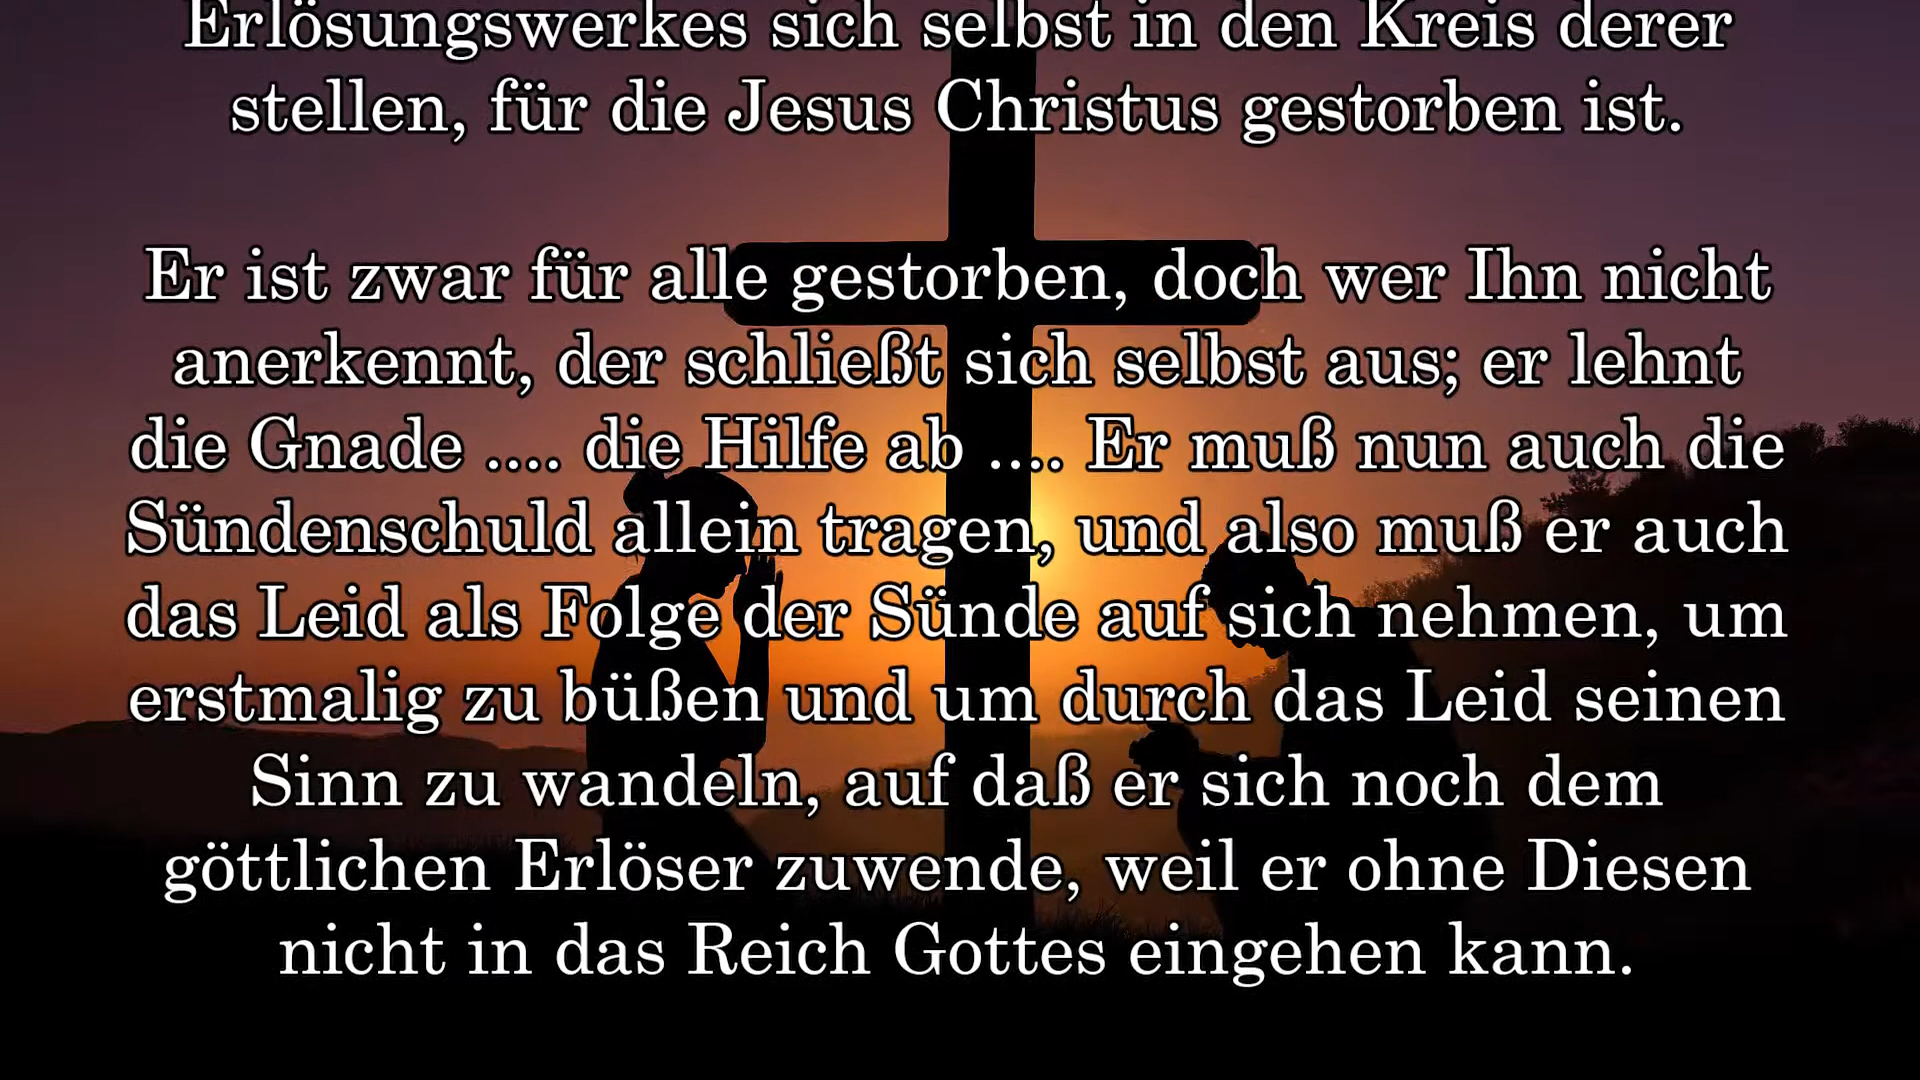 Erlösungswerkes sich selbst in den Kreis derer
stellen, für die Jesus Christus gestorben ist.
Er ist zwar für alle gestorben, doch wer Ihn nicht
anerkennt, der schließt sich selbst aus; er lehnt
die Gnade .... die Hilfe ab .... Er muß nun auch die
Sündenschuld allein tragen, und also muß er auch
das Leid als Folge der Sünde auf sich nehmen, um
erstmalig zu büßen und um durch das Leid seinen
Sinn zu wandeln, auf daß er sich noch dem
göttlichen Erlöser zuwende, weil er ohne Diesen
nicht in das Reich Gottes eingehen kann.